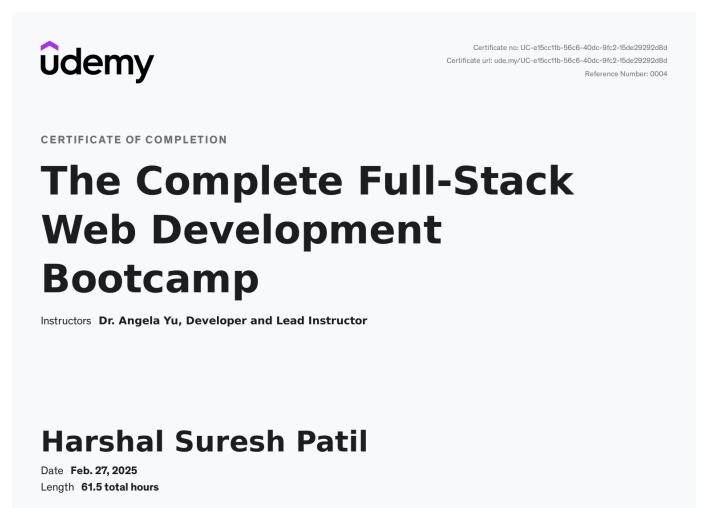 udemy
Certificate no: UC-e15cc11b-56c6-40dc-9fc2-15de29292d8d
Certificate url: ude.my/UC-e15cc11b-56c6-40dc-9fc2-15de29292d8d
Reference Number: 0004
CERTIFICATE OF COMPLETION
The Complete Full-Stack
Web Development
Bootcamp
Instructors Dr. Angela Yu, Developer and Lead Instructor
Harshal Suresh Patil
Date Feb. 27, 2025
Length 61.5 total hours